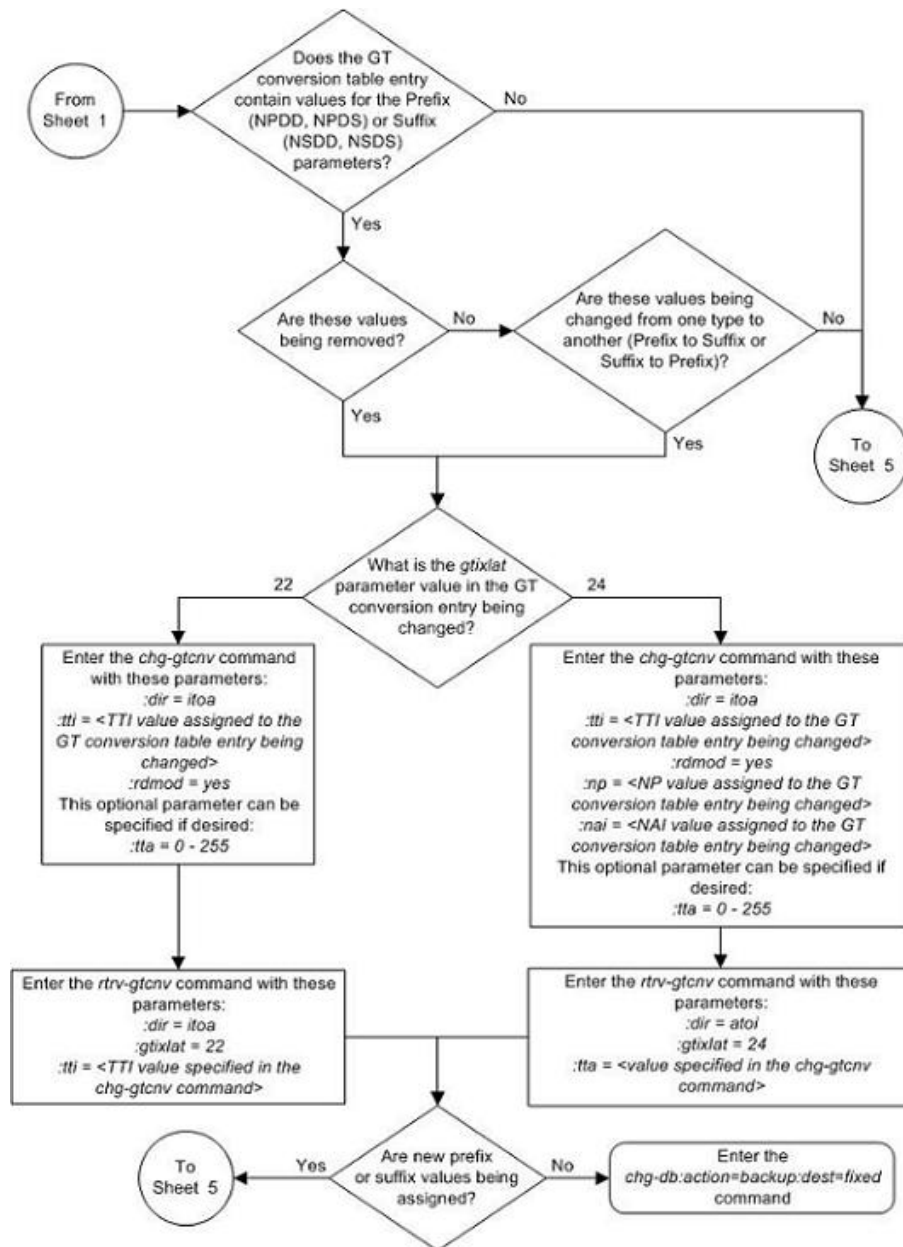 Does the GT
conversion table entry
contain values for the Prefix
(NPDD, NPDS) or Suffix
(NSDD, NSDS)
parameters?
From
Sheet 1
No
Yes
Are these values
being removed?
No
Are these values being
changed from one type to
another (Prefix to Suffix or
Suffix to Prefix)?
No
Yes
Yes
To
Sheet 5
What is the gtixlat
parameter value in the GT
conversion entry being
changed?
22
24
Enter the chg-gtcnv command
with these parameters:
:dir = itoa
:tti = <TTI value assigned to the
GT conversion table entry being
changed>
:rdmod = yes
This optional parameter can be
specified if desired:
:tta = 0 - 255
Enter the chg-gtcnv command with these
parameters:
:dir = itoa
:tti = <TTI value assigned to the GT
conversion table entry being changed>
:rdmod = yes
:np = <NP value assigned to the GT
conversion table entry being changed>
:nai = <NAI value assigned to the GT
conversion table entry being changed>
This optional parameter can be specified if
desired:
:tta = 0 - 255
Enter the rtrv-gtcnv command with these
parameters:
:dir = itoa
:gtixlat = 22
:tti = <TTI value specified in the
chg-gtcnv command>
Enter the rtrv-gtcnv command with these
parameters:
:dir = atoi
:gtixlat = 24
:tta = <value specified in the chg-gtcnv
command>
Are new prefix
or suffix values being
assigned?
Yes
To
Sheet 5
No
Enter the
chg-db:action=backup:dest=fixed
command